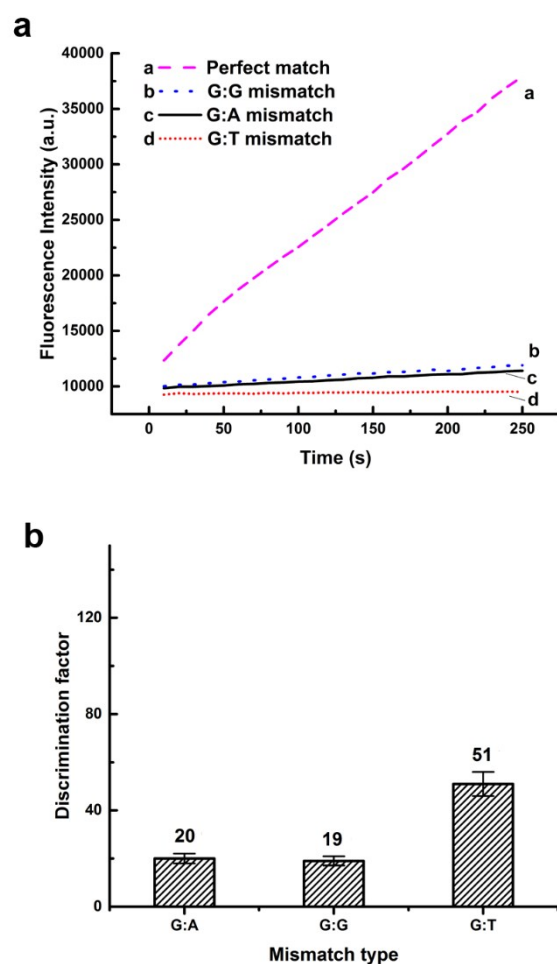 a
a Perfect match
b G:G mismatch
c G:A mismatch
d G:T mismatch
a
b
c
d
40000
35000
30000
25000
20000
15000
10000
Fluorescence Intensity (a.u.)
0 50 100 150 200 250
Time (s)
b
120
80
40
0
Discrimination factor
20
19
51
G:A G:G G:T
Mismatch type